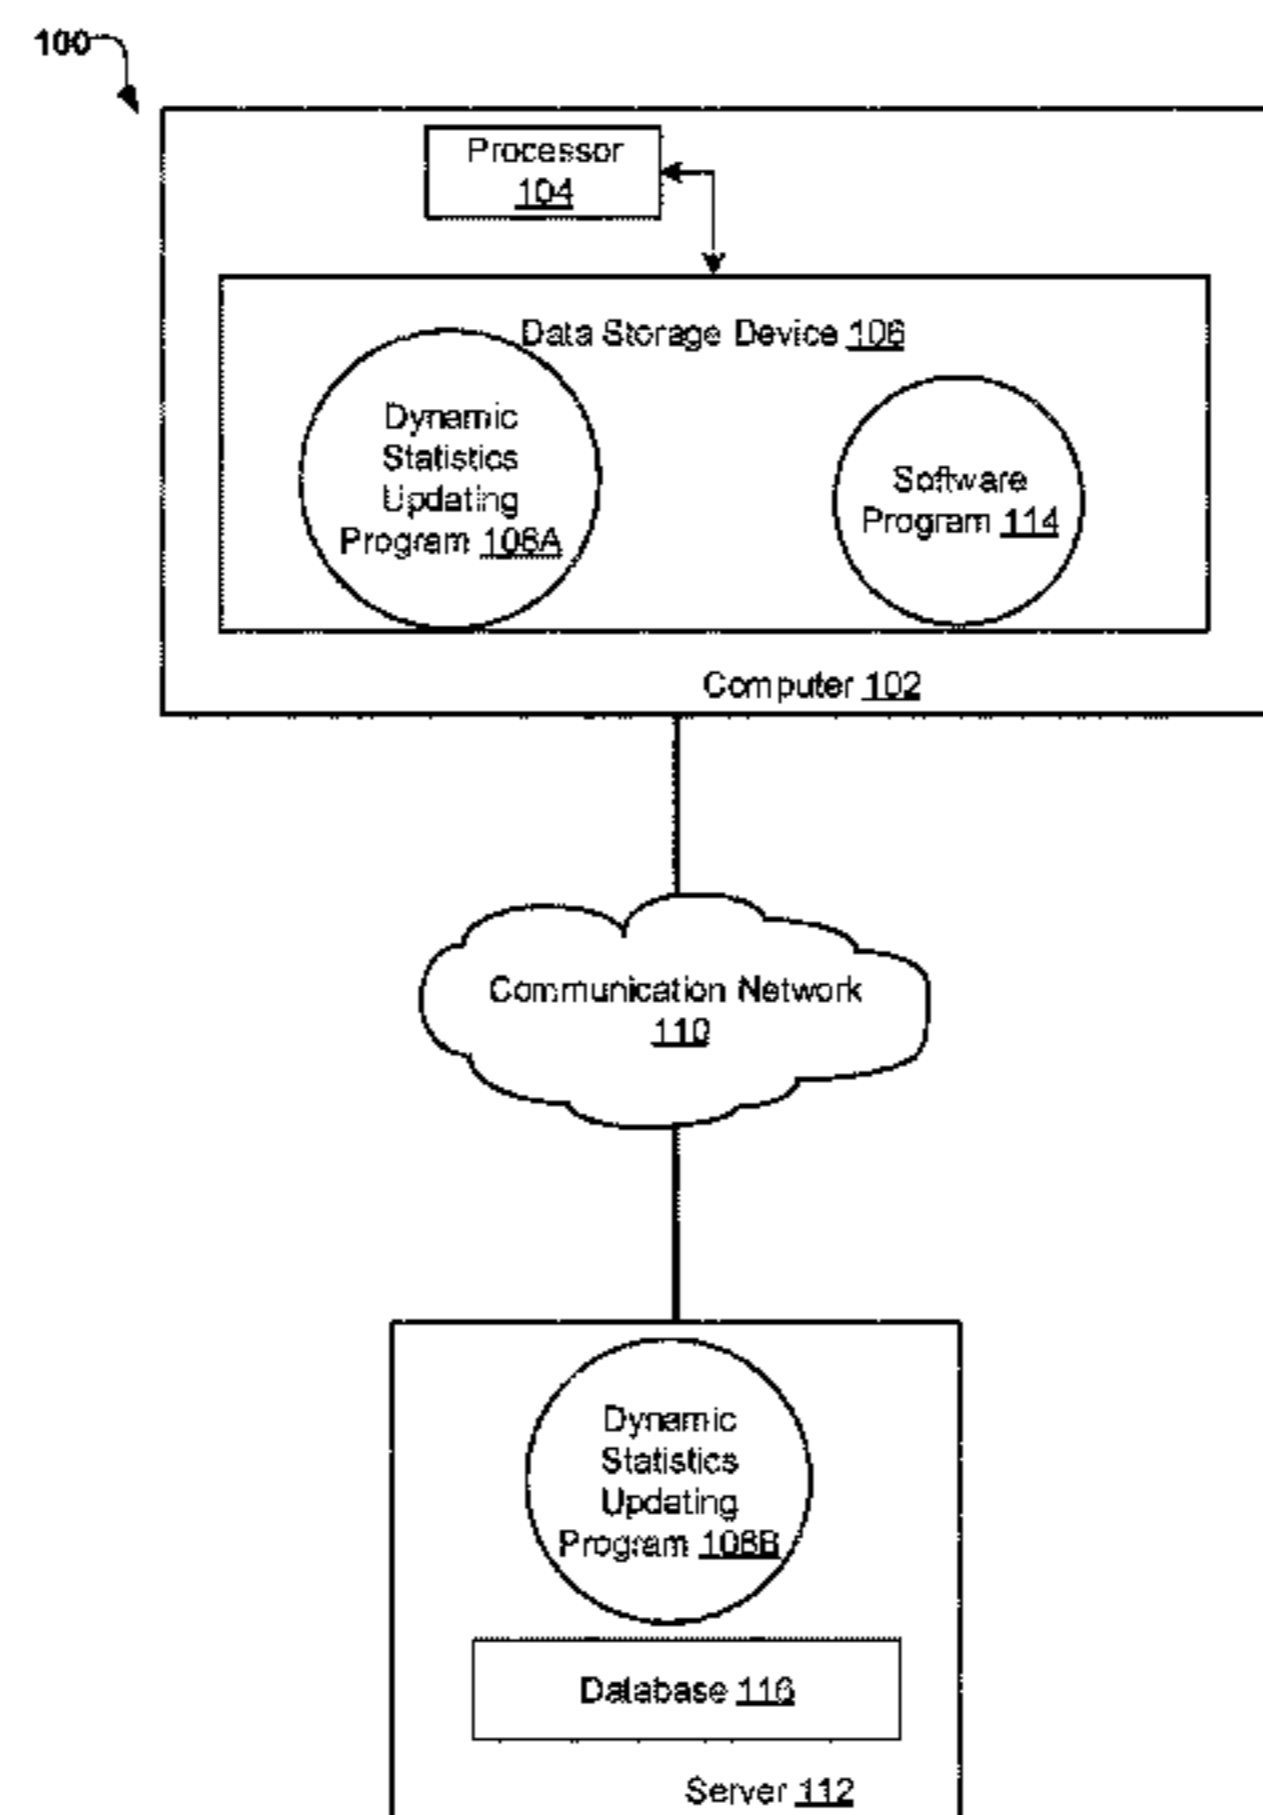 100
Processor
104
Data Storage Device 106
Dynamic
Statistics
Updating
Program 108A
Software
Program 114
Computer 102
Communication Network
110
Dynamic
Statistics
Updating
Program 108B
Database 116
Server 112